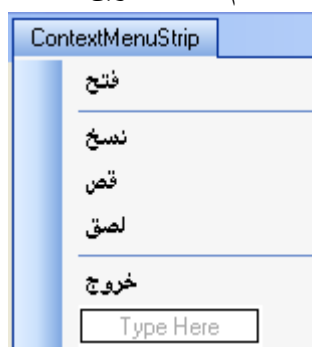 ContextMenuStrip
فتح
نسخ
قص
لصق
خروج
Type Here